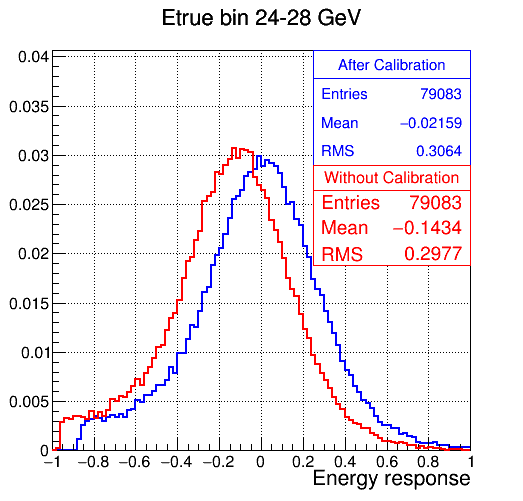 Etrue bin 24-28 GeV
After Calibration
Entries 79083
Mean −0.02159
RMS 0.3064
Without Calibration
Entries 79083
Mean −0.1434
RMS 0.2977
0.04
0.035
0.03
0.025
0.02
0.015
0.01
0.005
0
−1 −0.8 −0.6 −0.4 −0.2 0 0.2 0.4 0.6 0.8 1
Energy response